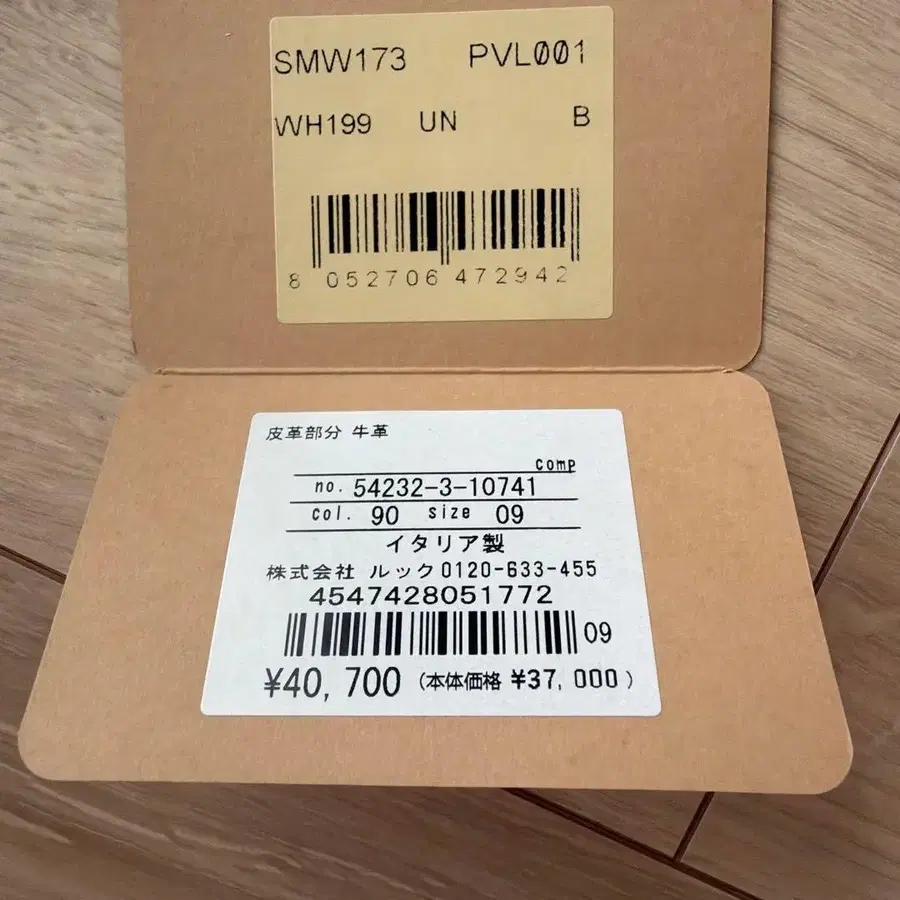 SMW173 PVL001
WH199 UN B
8 052706 472942
皮革部分 牛革
comp
no. 54232-3-10741
col. 90 size 09
イタリア製
株式会社 ルック 0120-633-455
4547428051772
09
¥40,700 (本体価格 ¥37,000)